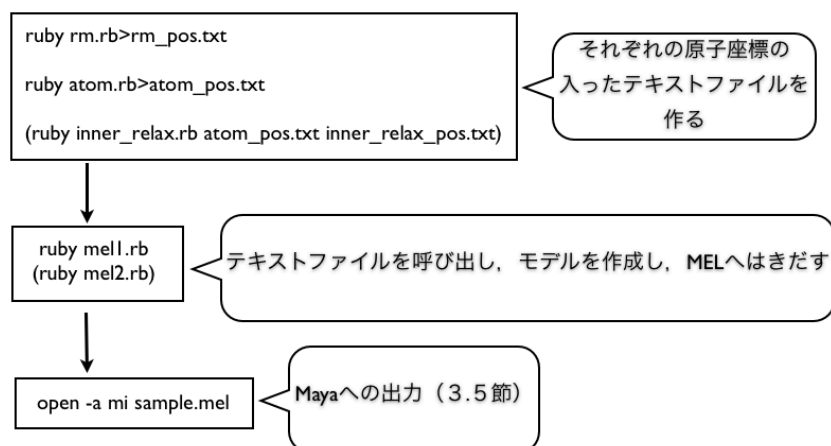 ruby rm.rb>rm_pos.txt
ruby atom.rb>atom_pos.txt
(ruby inner_relax.rb atom_pos.txt inner_relax_pos.txt)
それぞれの原子座標の
入ったテキストファイルを
作る
ruby mel1.rb
(ruby mel2.rb)
テキストファイルを呼び出し，モデルを作成し，MELへはきだす
open -a mi sample.mel
Mayaへの出力（３.５節）